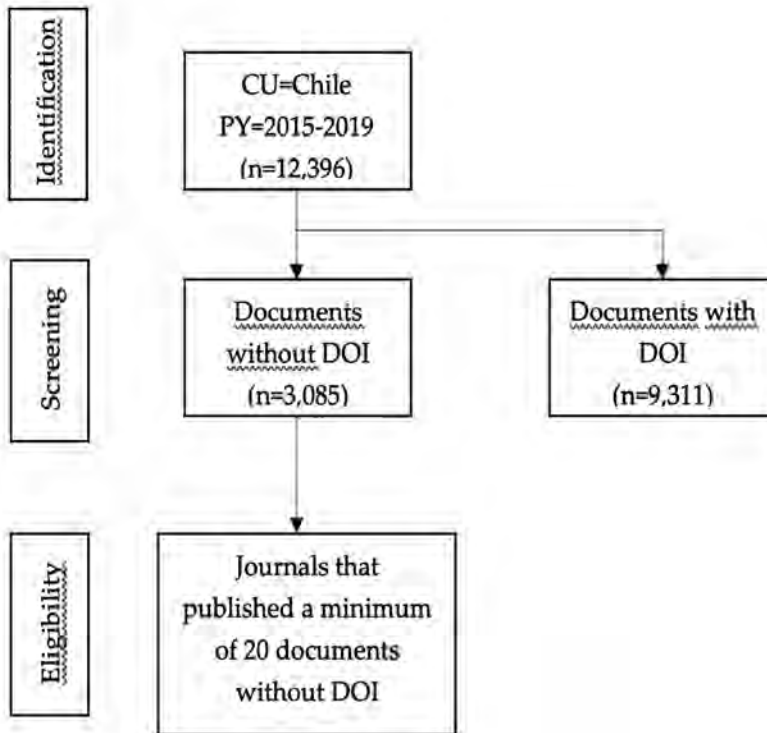 Identification
CU=Chile
PY=2015-2019
(n=12,396)
Screening
Documents
without DOI
(n=3,085)
Documents with
DOI
(n=9,311)
Eligibility
Journals that
published a minimum
of 20 documents
without DOI